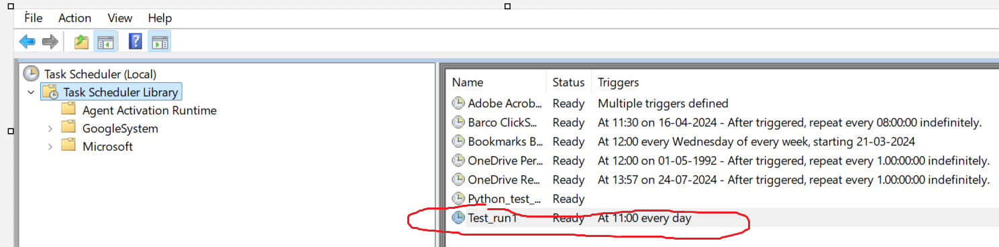 File Action View Help
Task Scheduler (Local)
Task Scheduler Library
Agent Activation Runtime
GoogleSystem
Microsoft
Name Status Triggers
Adobe Acrob... Ready Multiple triggers defined
Barco ClickS... Ready At 11:30 on 16-04-2024 - After triggered, repeat every 08:00:00 indefinitely.
Bookmarks B... Ready At 12:00 every Wednesday of every week, starting 21-03-2024
OneDrive Per... Ready At 12:00 on 01-05-1992 - After triggered, repeat every 1.00:00:00 indefinitely.
OneDrive Re... Ready At 13:57 on 24-07-2024 - After triggered, repeat every 1.00:00:00 indefinitely.
Python_test_... Ready
Test_run1 Ready At 11:00 every day